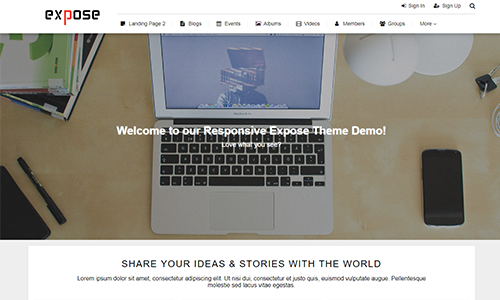 Sign In
Sign Up
expose
Landing Page 2
Blogs
Events
Albums
Videos
Members
Groups
More
Welcome to our Responsive Expose Theme Demo!
Love what you see?
SHARE YOUR IDEAS & STORIES WITH THE WORLD
Lorem ipsum dolor sit amet, consectetur adipiscing elit. Ut nisi dui, consectetur et justo quis, euismod vulputate augue. Pellentesque
molestie sed lacus vitae egestas.